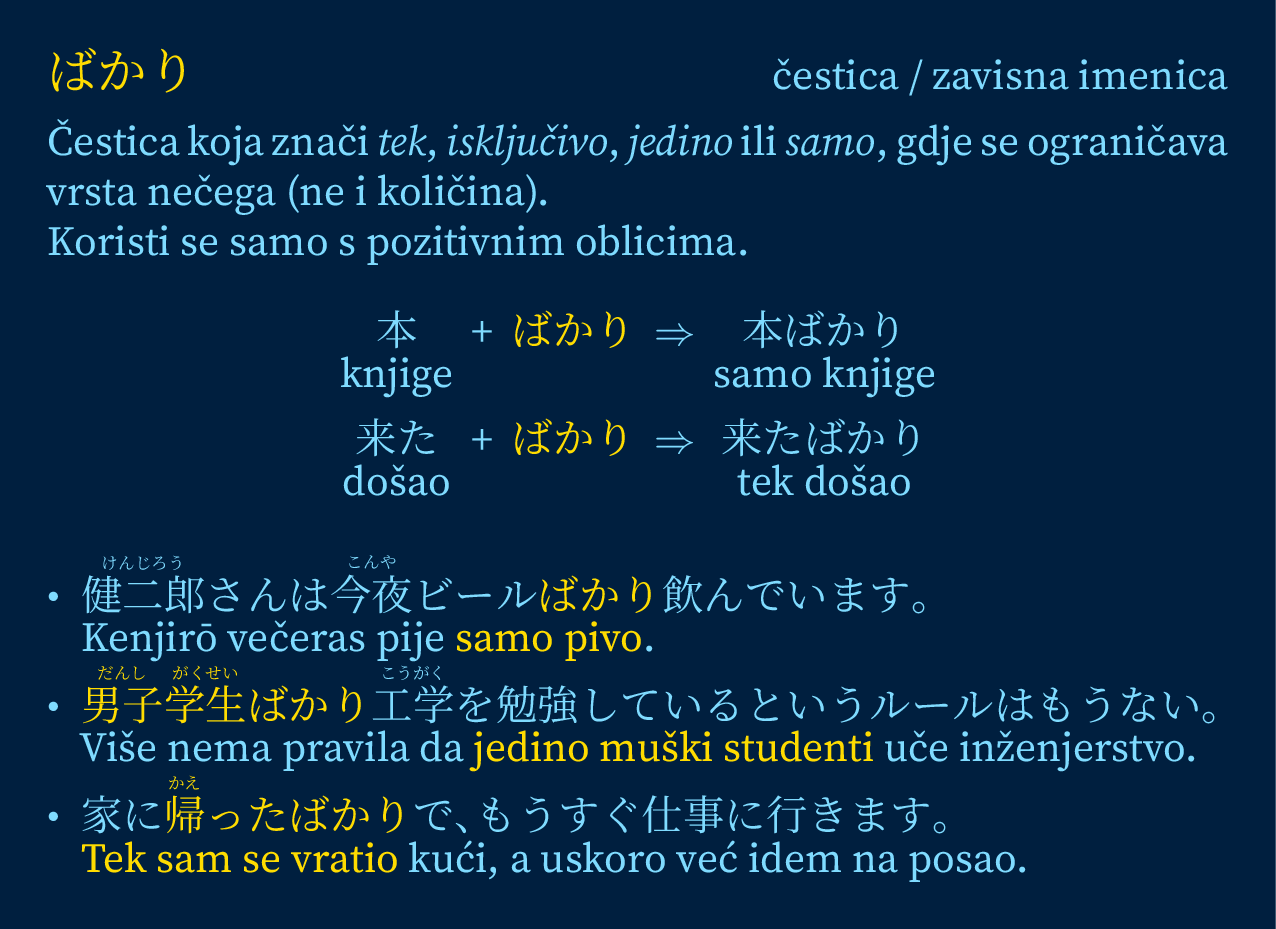 ばかり čestica / zavisna imenica
Čestica koja znači tek, isključivo, jedino ili samo, gdje se ograničava
vrsta nečega (ne i količina).
Koristi se samo s pozitivnim oblicima.
本 + ばかり ⇒ 本ばかり
knjige samo knjige
来た + ばかり ⇒ 来たばかり
došao tek došao
けんじろう こんや
• 健二郎さんは今夜ビールばかり飲んでいます。
Kenjirō večeras pije samo pivo.
だんし がくせい こうがく
• 男子学生ばかり工学を勉強しているというルールはもうない。
Više nema pravila da jedino muški studenti uče inženjerstvo.
かえ
• 家に帰ったばかりで、もうすぐ仕事に行きます。
Tek sam se vratio kući, a uskoro već idem na posao.